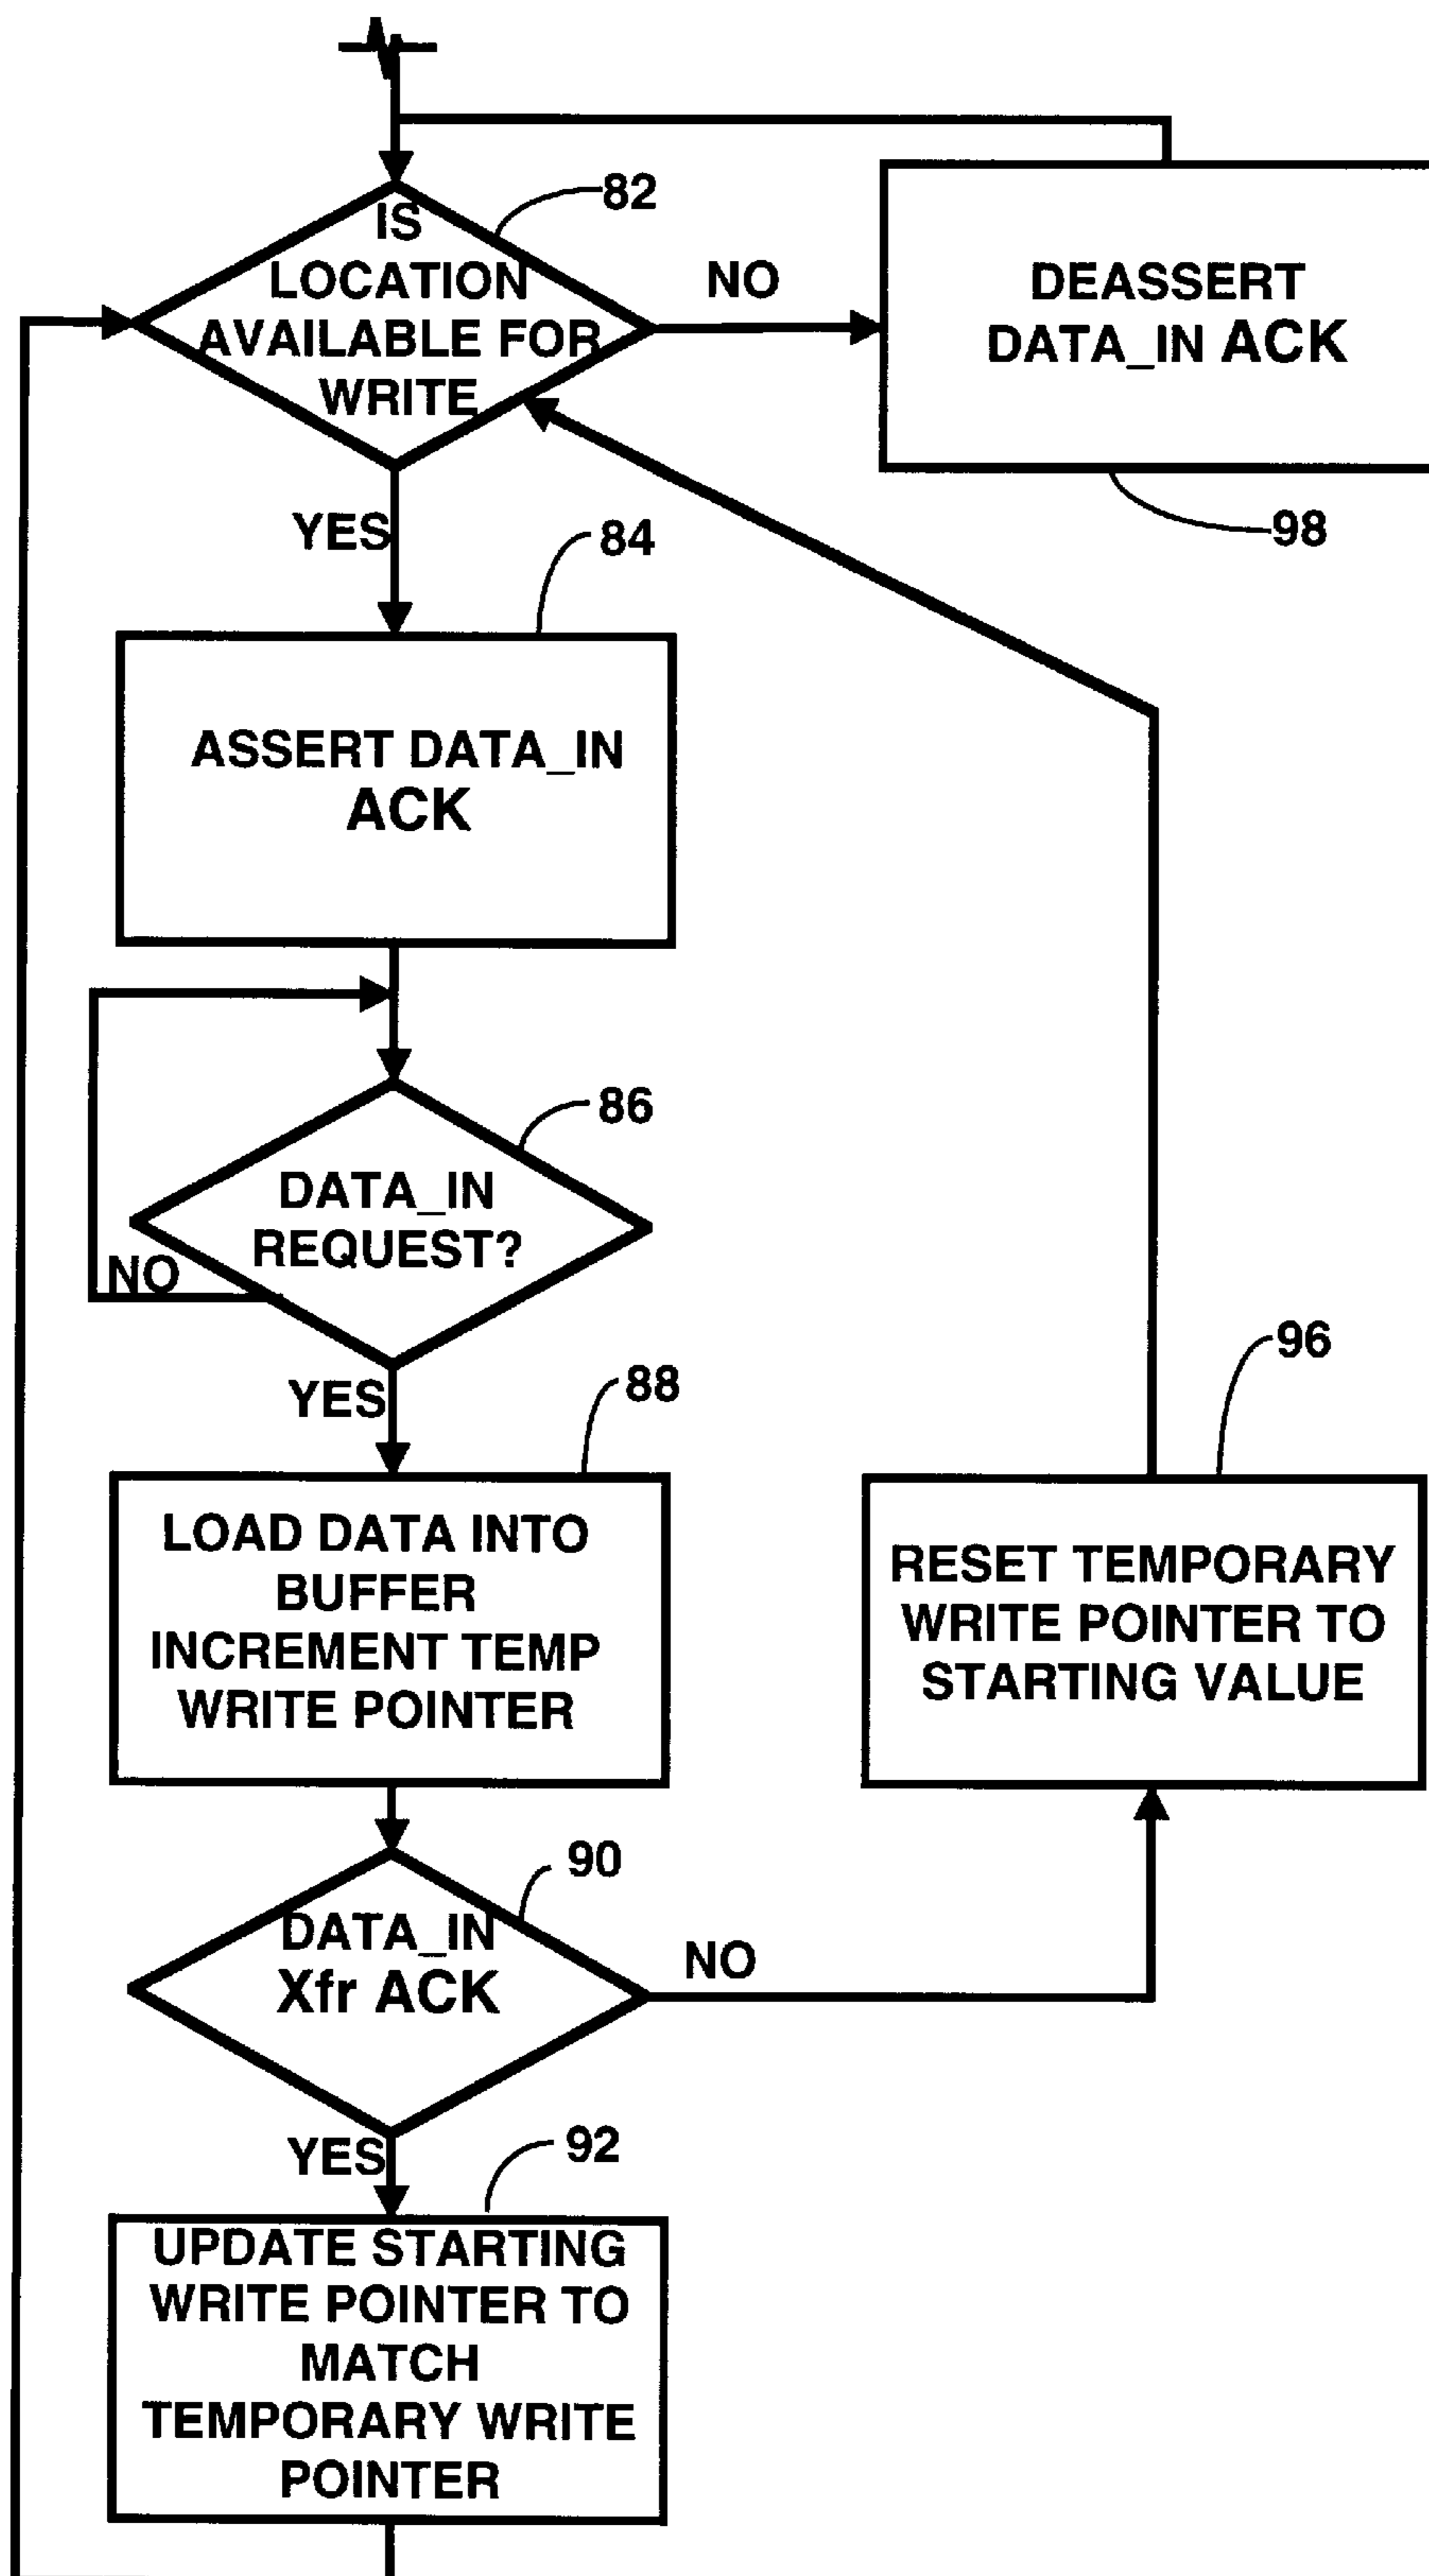 82
IS
LOCATION
AVAILABLE FOR
WRITE
NO
DEASSERT
DATA_IN ACK
98
YES
84
ASSERT DATA_IN
ACK
86
DATA_IN
REQUEST?
NO
YES
88
LOAD DATA INTO
BUFFER
INCREMENT TEMP
WRITE POINTER
96
RESET TEMPORARY
WRITE POINTER TO
STARTING VALUE
90
DATA_IN
Xfr ACK
NO
YES
92
UPDATE STARTING
WRITE POINTER TO
MATCH
TEMPORARY WRITE
POINTER